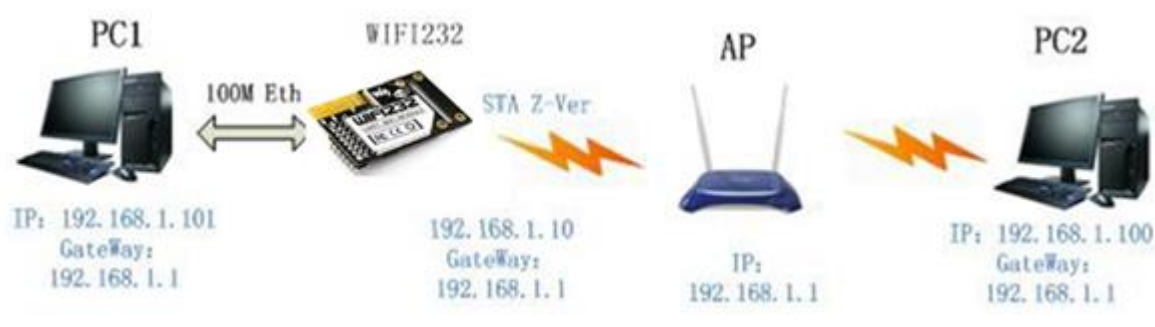 PC1
WIFI232
AP
PC2
100M Eth
STA Z-Ver
WIFI232
IP: 192.168.1.101
GateWay:
192.168.1.1
192.168.1.10
GateWay:
192.168.1.1
IP:
192.168.1.1
IP: 192.168.1.100
GateWay:
192.168.1.1